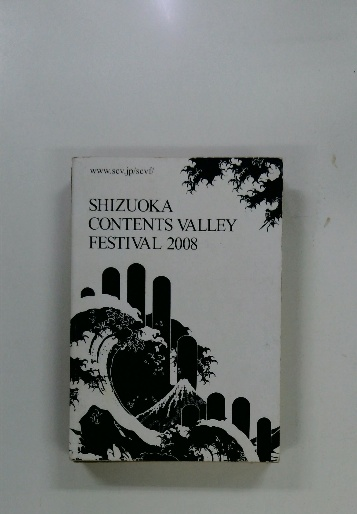 www.scv.jp/scvf/
SHIZUOKA
CONTENTS VALLEY
FESTIVAL 2008